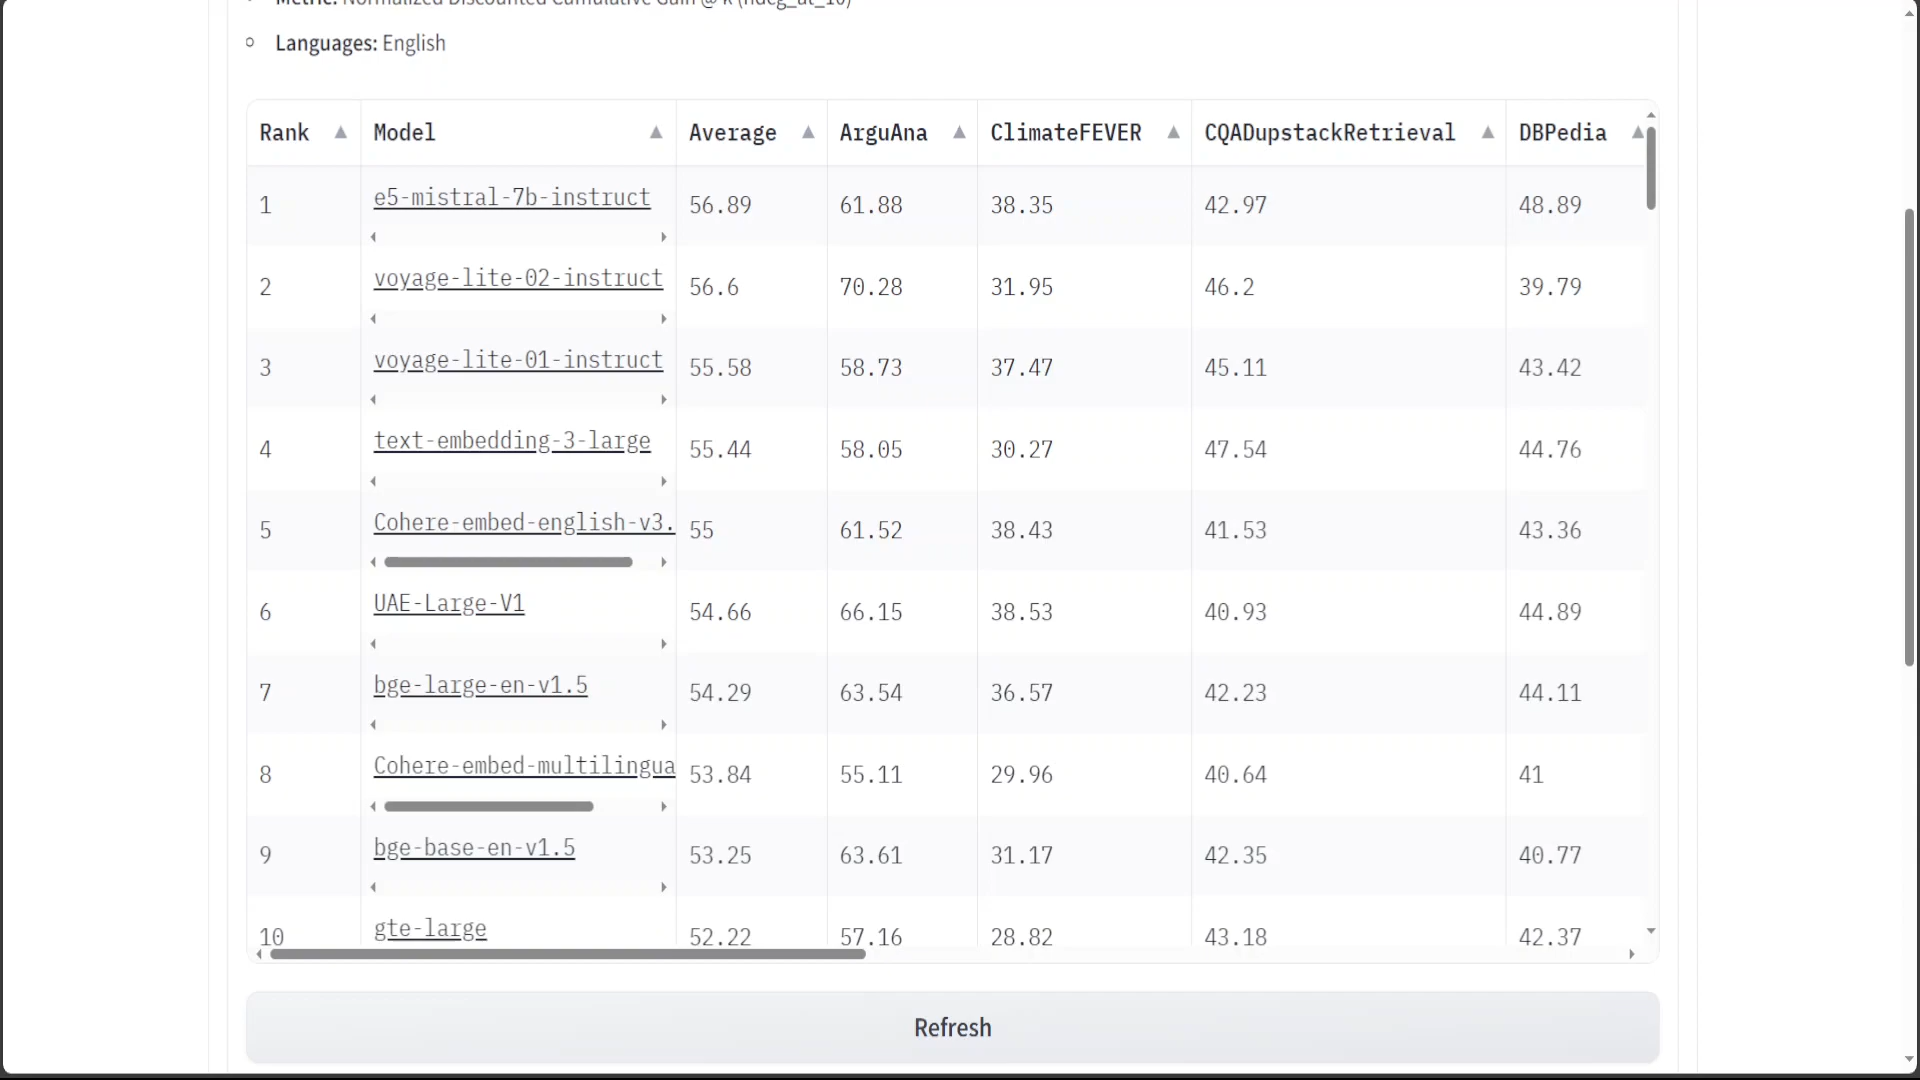 Metric: Normalized Discounted Cumulative Gain @ k (ndcg_at_10)
Languages: English
Rank Model Average ArguAna ClimateFEVER CQADupstackRetrieval DBPedia
1 e5-mistral-7b-instruct 56.89 61.88 38.35 42.97 48.89
2 voyage-lite-02-instruct 56.6 70.28 31.95 46.2 39.79
3 voyage-lite-01-instruct 55.58 58.73 37.47 45.11 43.42
4 text-embedding-3-large 55.44 58.05 30.27 47.54 44.76
5 Cohere-embed-english-v3. 55 61.52 38.43 41.53 43.36
6 UAE-Large-V1 54.66 66.15 38.53 40.93 44.89
7 bge-large-en-v1.5 54.29 63.54 36.57 42.23 44.11
8 Cohere-embed-multilingua 53.84 55.11 29.96 40.64 41
9 bge-base-en-v1.5 53.25 63.61 31.17 42.35 40.77
10 gte-large 52.22 57.16 28.82 43.18 42.37
Refresh